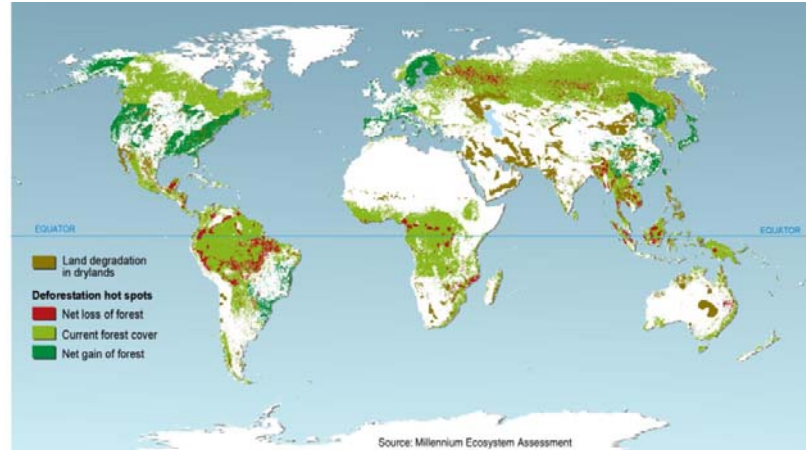 EQUATOR
EQUATOR
Land degradation
in drylands
Deforestation hot spots
Net loss of forest
Current forest cover
Net gain of forest
Source: Millennium Ecosystem Assessment